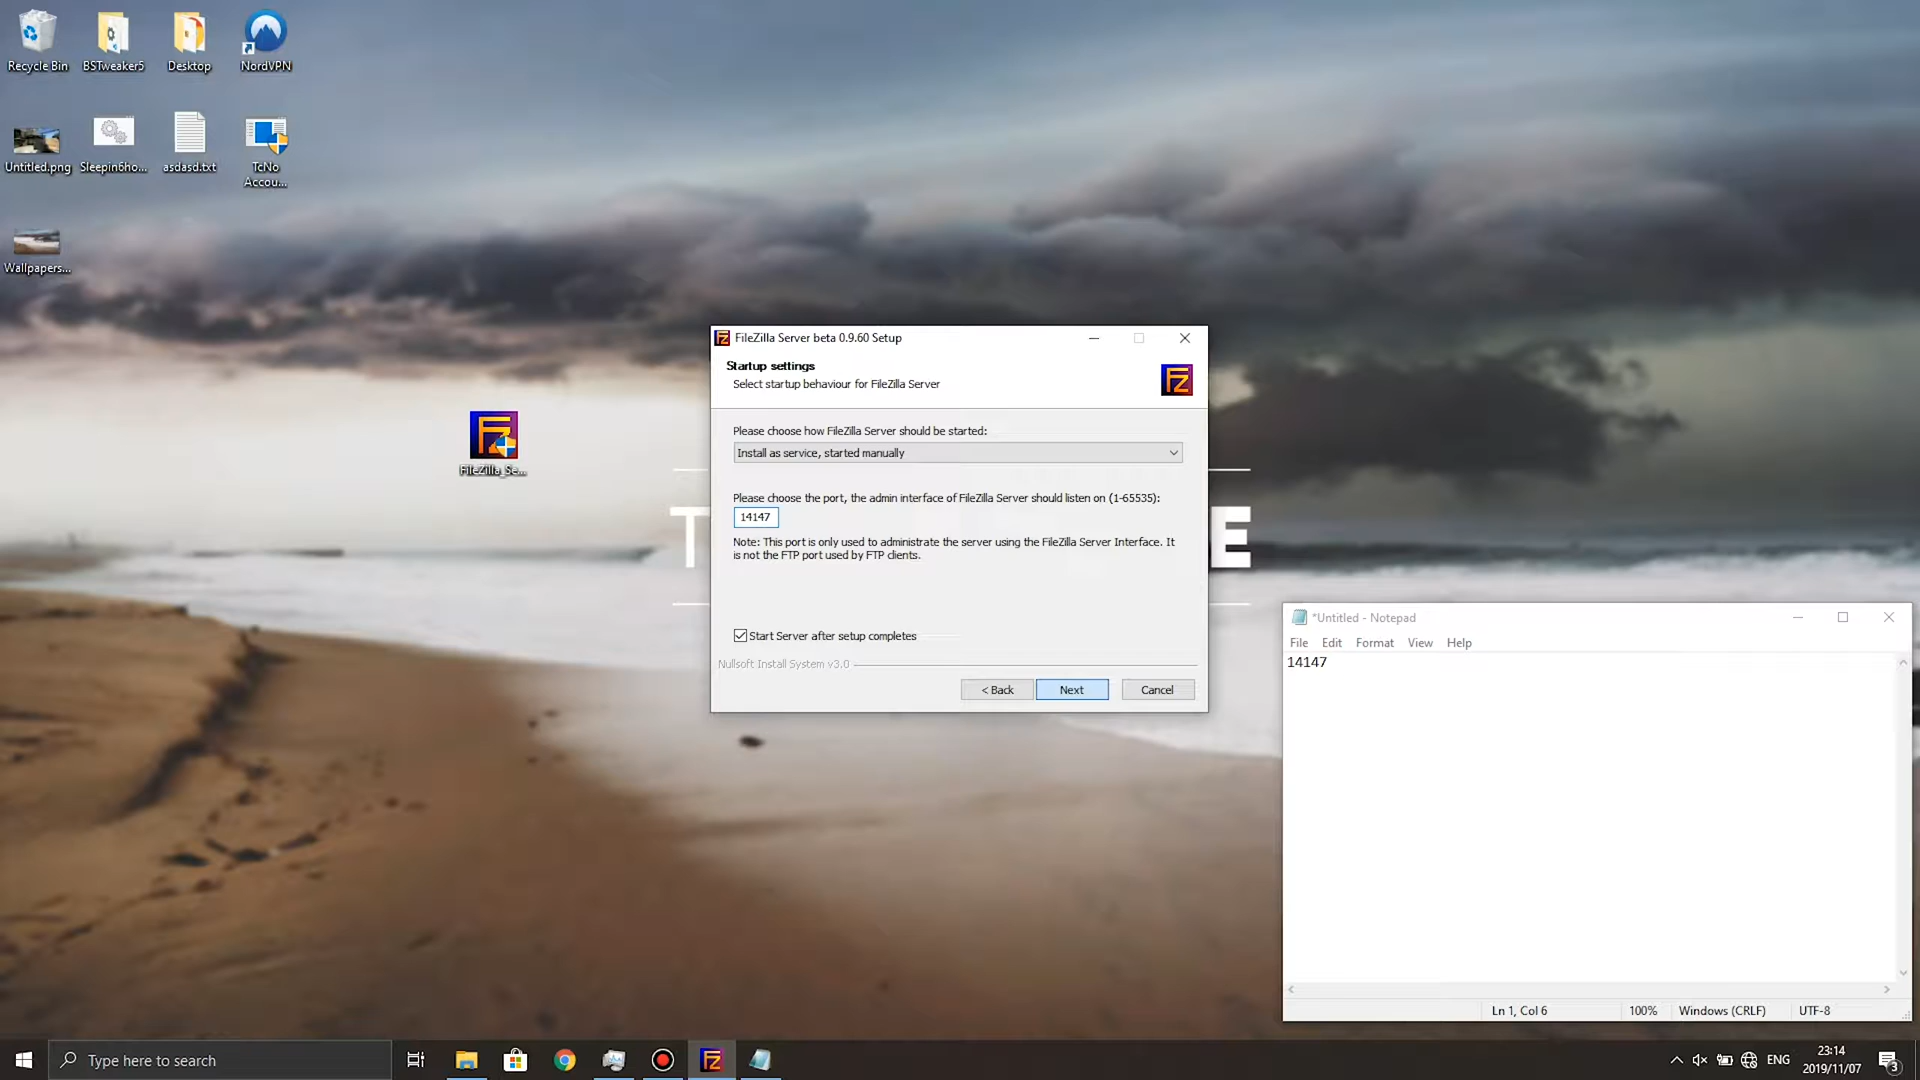 Recycle Bin
BSTweaker5
Desktop
NordVPN
Untitled.png
Sleepin6ho...
asdasd.txt
TcNo
Accou...
Wallpapers...
FileZilla_Se...
FileZilla Server beta 0.9.60 Setup
Startup settings
Select startup behaviour for FileZilla Server
Please choose how FileZilla Server should be started:
Install as service, started manually
Please choose the port, the admin interface of FileZilla Server should listen on (1-65535):
14147
Note: This port is only used to administrate the server using the FileZilla Server Interface. It
is not the FTP port used by FTP clients.
Start Server after setup completes
Nullsoft Install System v3.0
< Back
Next
Cancel
T
E
*Untitled - Notepad
File Edit Format View Help
14147
Ln 1, Col 6
100%
Windows (CRLF)
UTF-8
Type here to search
ENG
23:14
2019/11/07
3